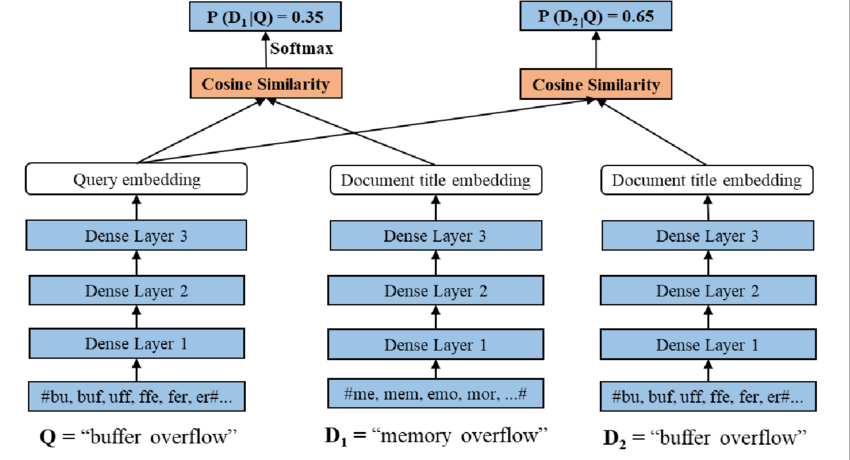 P (D₁|Q) = 0.35
P (D₂|Q) = 0.65
Softmax
Cosine Similarity
Cosine Similarity
Query embedding
Document title embedding
Document title embedding
Dense Layer 3
Dense Layer 3
Dense Layer 3
Dense Layer 2
Dense Layer 2
Dense Layer 2
Dense Layer 1
Dense Layer 1
Dense Layer 1
#bu, buf, uff, ffe, fer, er#...
#me, mem, emo, mor, ...#
#bu, buf, uff, ffe, fer, er#...
Q = “buffer overflow”
D₁ = “memory overflow”
D₂ = “buffer overflow”